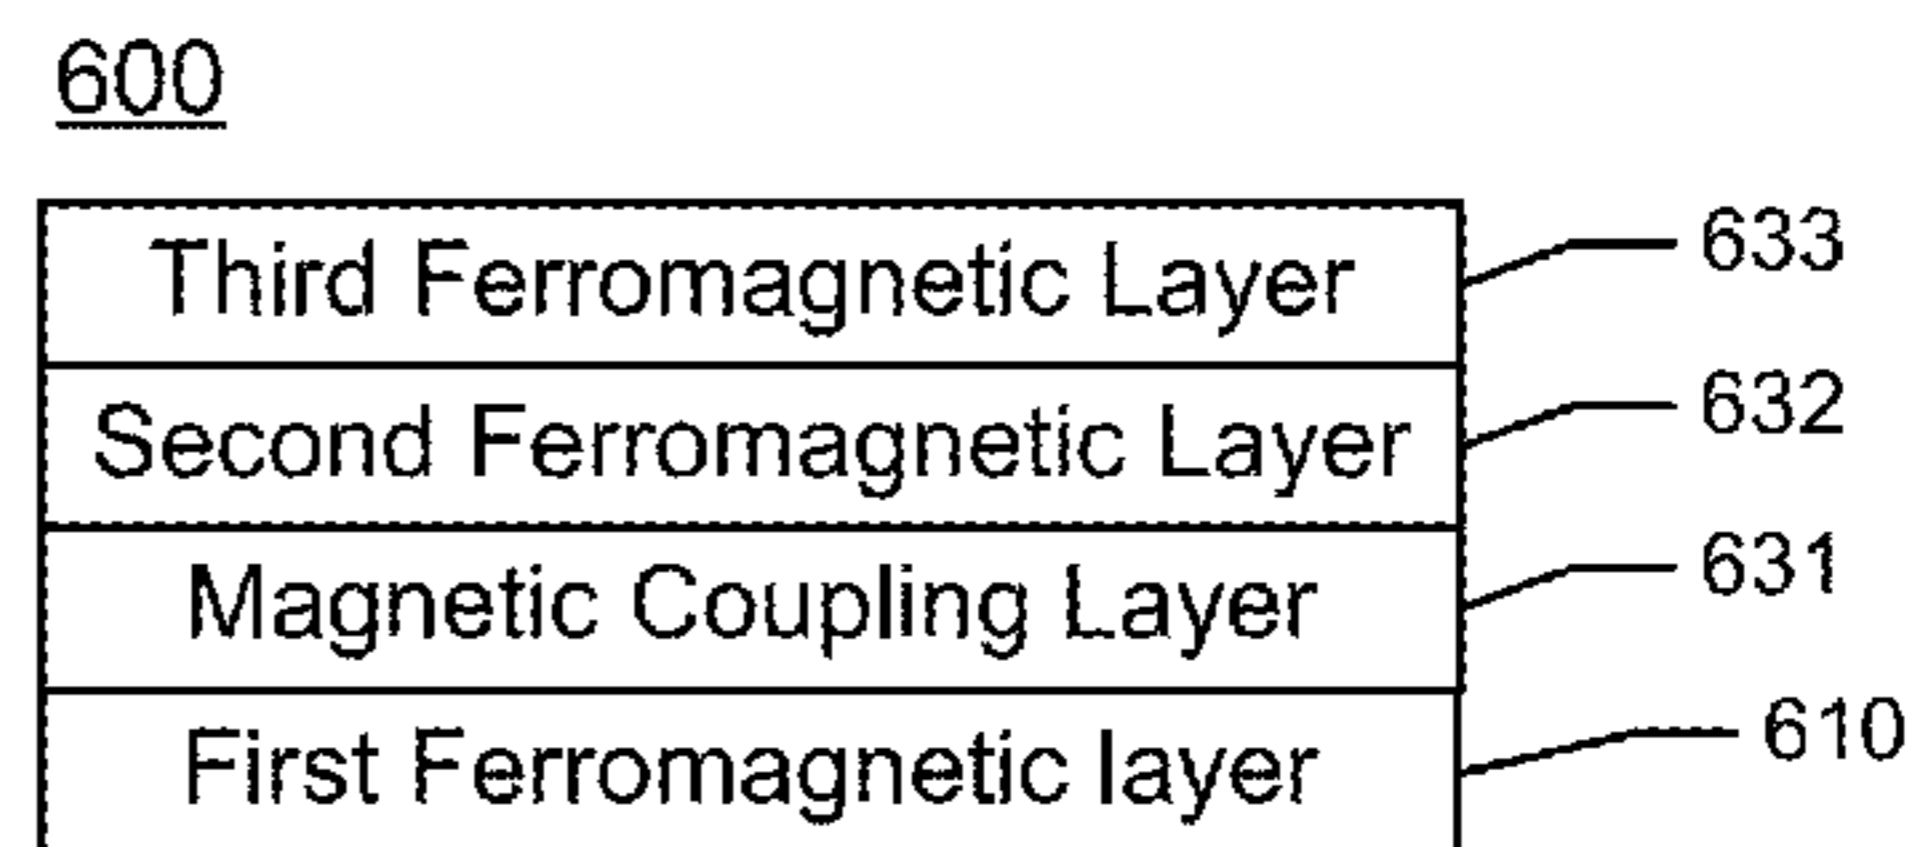 600
Third Ferromagnetic Layer 633
Second Ferromagnetic Layer 632
Magnetic Coupling Layer 631
First Ferromagnetic layer 610